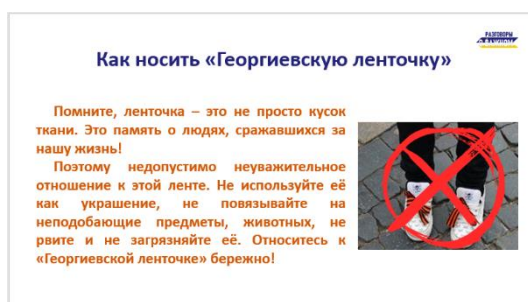 РАЗГОВОРЫ
О ВАЖНОМ
Как носить «Георгиевскую ленточку»
Помните, ленточка – это не просто кусок
ткани. Это память о людях, сражавшихся за
нашу жизнь!
Поэтому недопустимо неуважительное
отношение к этой ленте. Не используйте её
как украшение, не повязывайте на
неподобающие предметы, животных, не
рвите и не загрязняйте её. Относитесь к
«Георгиевской ленточке» бережно!